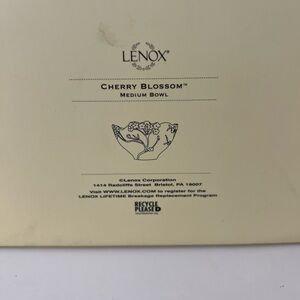 LENOX®
CHERRY BLOSSOM™
MEDIUM BOWL
©Lenox Corporation
1414 Radcliffe Street Bristol, PA 19007
Visit WWW.LENOX.COM to register for the
LENOX LIFETIME Breakage Replacement Program
RECYCLE
PLEASE